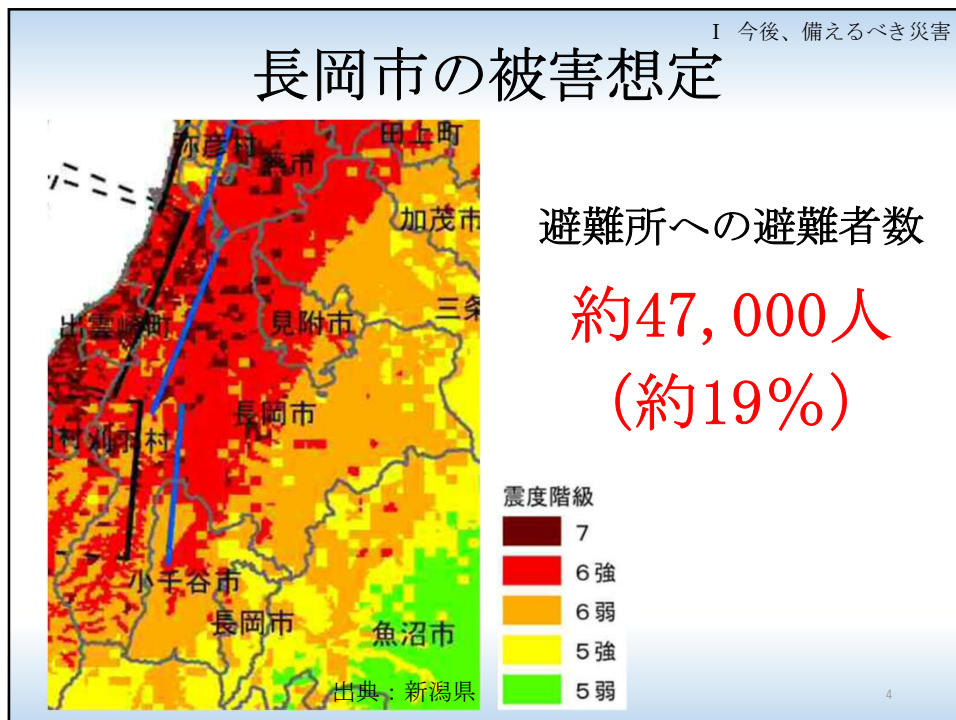 Ⅰ 今後、備えるべき災害
長岡市の被害想定
弥彦村
燕市
田上町
加茂市
三条
出雲崎町
見附市
長岡市
刈羽村
小千谷市
長岡市
魚沼市
出典：新潟県
避難所への避難者数
約47,000人
(約19％)
震度階級
7
6強
6弱
5強
5弱
4